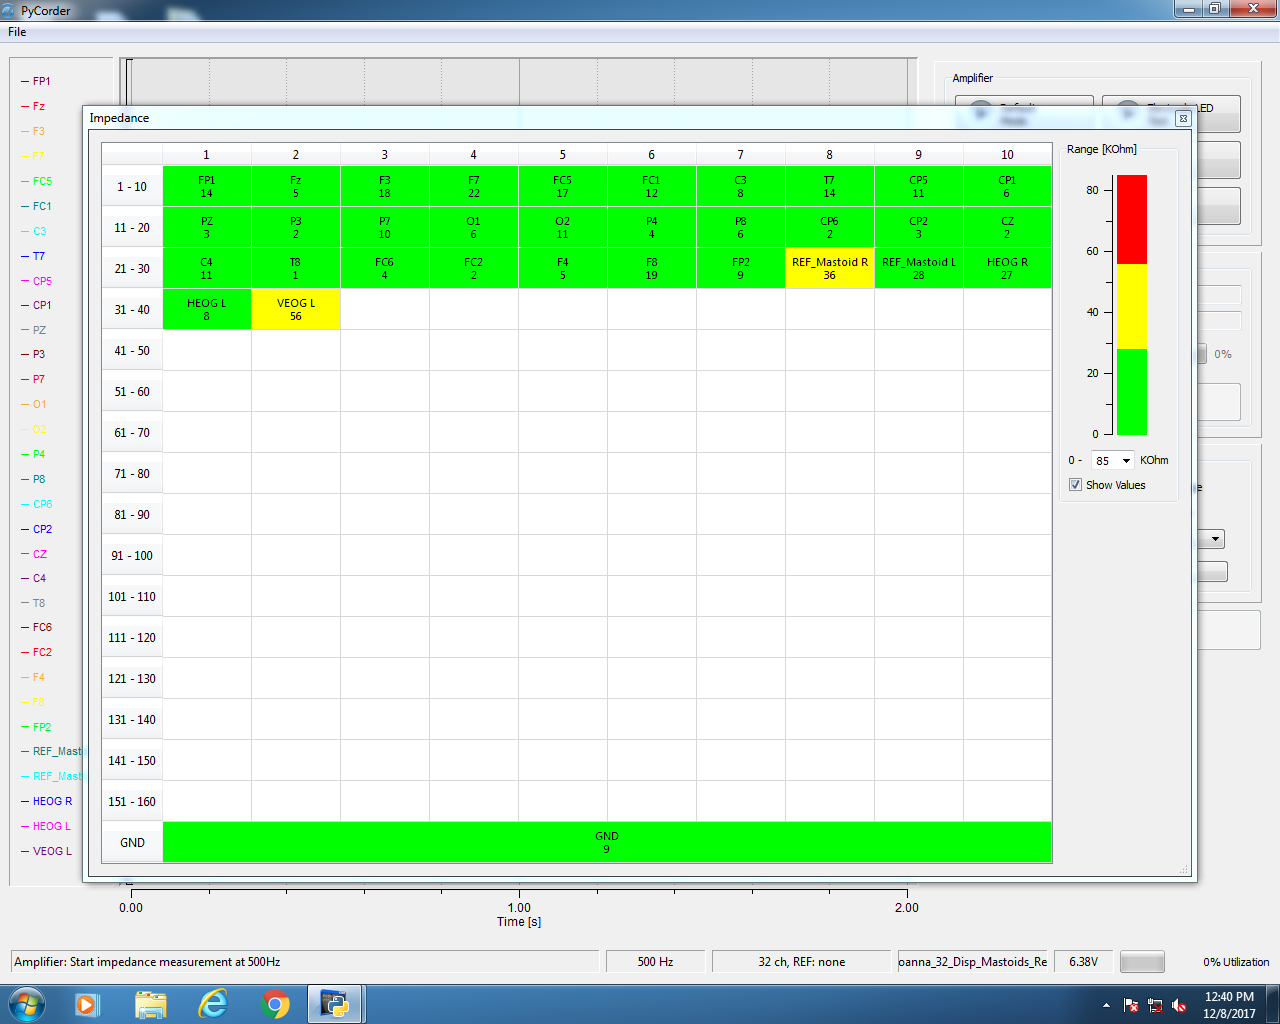 PyCorder
File
FP1
Fz
F3
F7
FC5
FC1
C3
T7
CP5
CP1
PZ
P3
P7
O1
O2
P4
P8
CP6
CP2
CZ
C4
T8
FC6
FC2
F4
F8
FP2
REF_Mast
REF_Mast
HEOG R
HEOG L
VEOG L
Amplifier
Default
Mode
LED
Impedance
1 2 3 4 5 6 7 8 9 10
1 - 10
FP1 Fz F3 F7 FC5 FC1 C3 T7 CP5 CP1
14 5 18 22 17 12 8 14 11 6
11 - 20
PZ P3 P7 O1 O2 P4 P8 CP6 CP2 CZ
3 2 10 6 11 4 6 2 3 2
21 - 30
C4 T8 FC6 FC2 F4 F8 FP2 REF_Mastoid R REF_Mastoid L HEOG R
11 1 4 2 5 19 9 36 28 27
31 - 40
HEOG L VEOG L
8 56
41 - 50
51 - 60
61 - 70
71 - 80
81 - 90
91 - 100
101 - 110
111 - 120
121 - 130
131 - 140
141 - 150
151 - 160
GND
GND
9
Range [KOhm]
80
60
40
20
0
0 - 85 KOhm
Show Values
0%
e
0.00 1.00 2.00
Time [s]
Amplifier: Start impedance measurement at 500Hz
500 Hz
32 ch, REF: none
oanna_32_Disp_Mastoids_Re
6.38V
0% Utilization
12:40 PM
12/8/2017